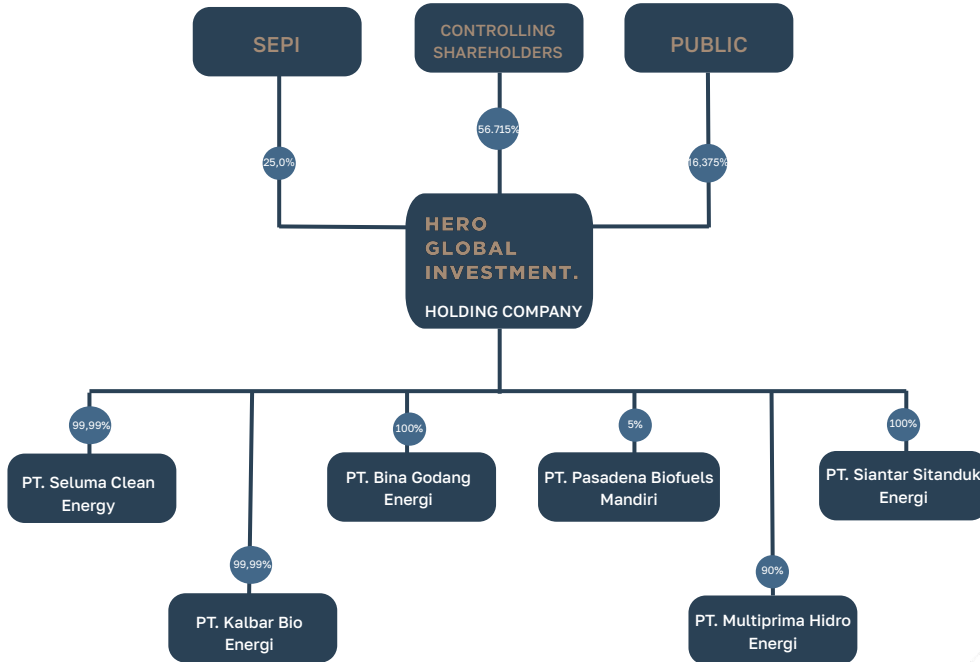 SEPI
CONTROLLING
SHAREHOLDERS
PUBLIC
56.715%
25,0%
16,375%
HERO
GLOBAL
INVESTMENT.
HOLDING COMPANY
99,99%
100%
5%
100%
PT. Seluma Clean
Energy
PT. Bina Godang
Energi
PT. Pasadena Biofuels
Mandiri
PT. Siantar Sitanduk
Energi
99,99%
90%
PT. Kalbar Bio
Energi
PT. Multiprima Hidro
Energi